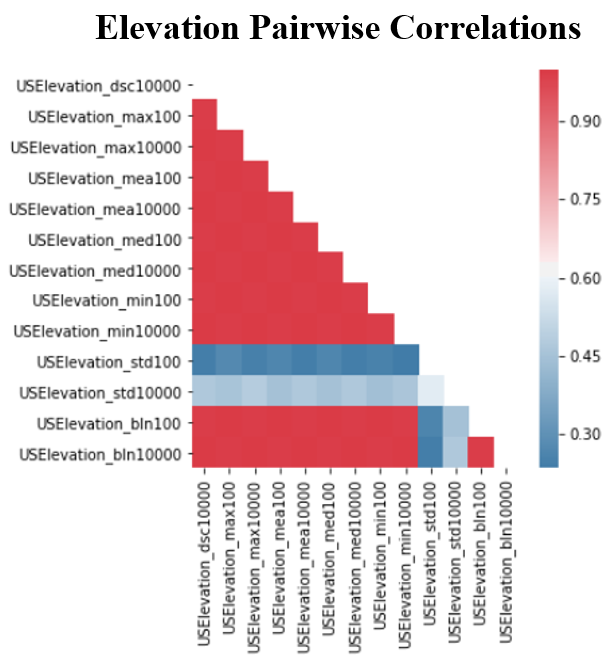 Elevation Pairwise Correlations
USElevation_dsc10000
USElevation_max100
USElevation_max10000
USElevation_mea100
USElevation_mea10000
USElevation_med100
USElevation_med10000
USElevation_min100
USElevation_min10000
USElevation_std100
USElevation_std10000
USElevation_bln100
USElevation_bln10000
0.90
0.75
0.60
0.45
0.30
USElevation_dsc10000
USElevation_max100
USElevation_max10000
USElevation_mea100
USElevation_mea10000
USElevation_med100
USElevation_med10000
USElevation_min100
USElevation_min10000
USElevation_std100
USElevation_std10000
USElevation_bln100
USElevation_bln10000